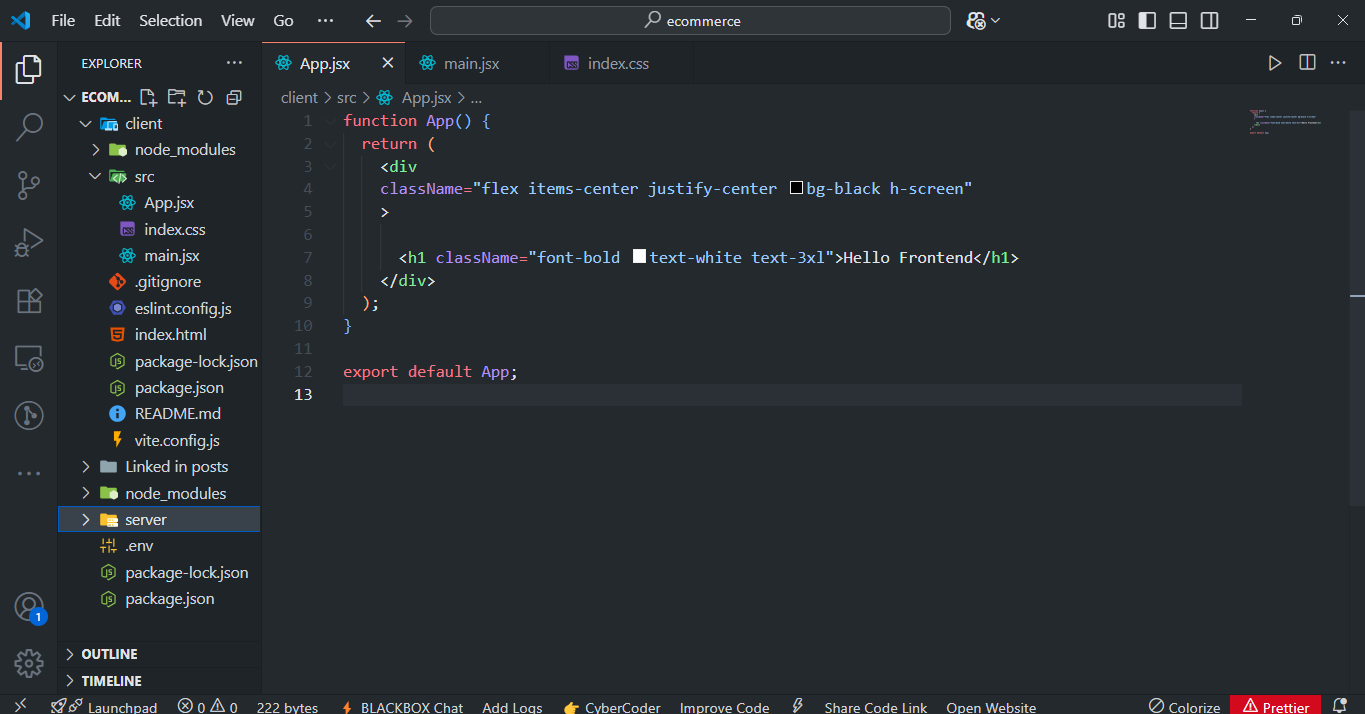 File Edit Selection View Go ··· ecommerce
EXPLORER ···
ECOM...
client
node_modules
src
App.jsx
index.css
main.jsx
.gitignore
eslint.config.js
index.html
package-lock.json
package.json
README.md
vite.config.js
Linked in posts
node_modules
server
.env
package-lock.json
package.json
OUTLINE
TIMELINE
1
App.jsx main.jsx index.css
client > src > App.jsx > ...
1 function App() {
2 return (
3 <div
4 className="flex items-center justify-center bg-black h-screen"
5 >
6
7 <h1 className="font-bold text-white text-3xl">Hello Frontend</h1>
8 </div>
9 );
10 }
11
12 export default App;
13
Launchpad 0 0 222 bytes BLACKBOX Chat Add Logs CyberCoder Improve Code Share Code Link Open Website Colorize Prettier